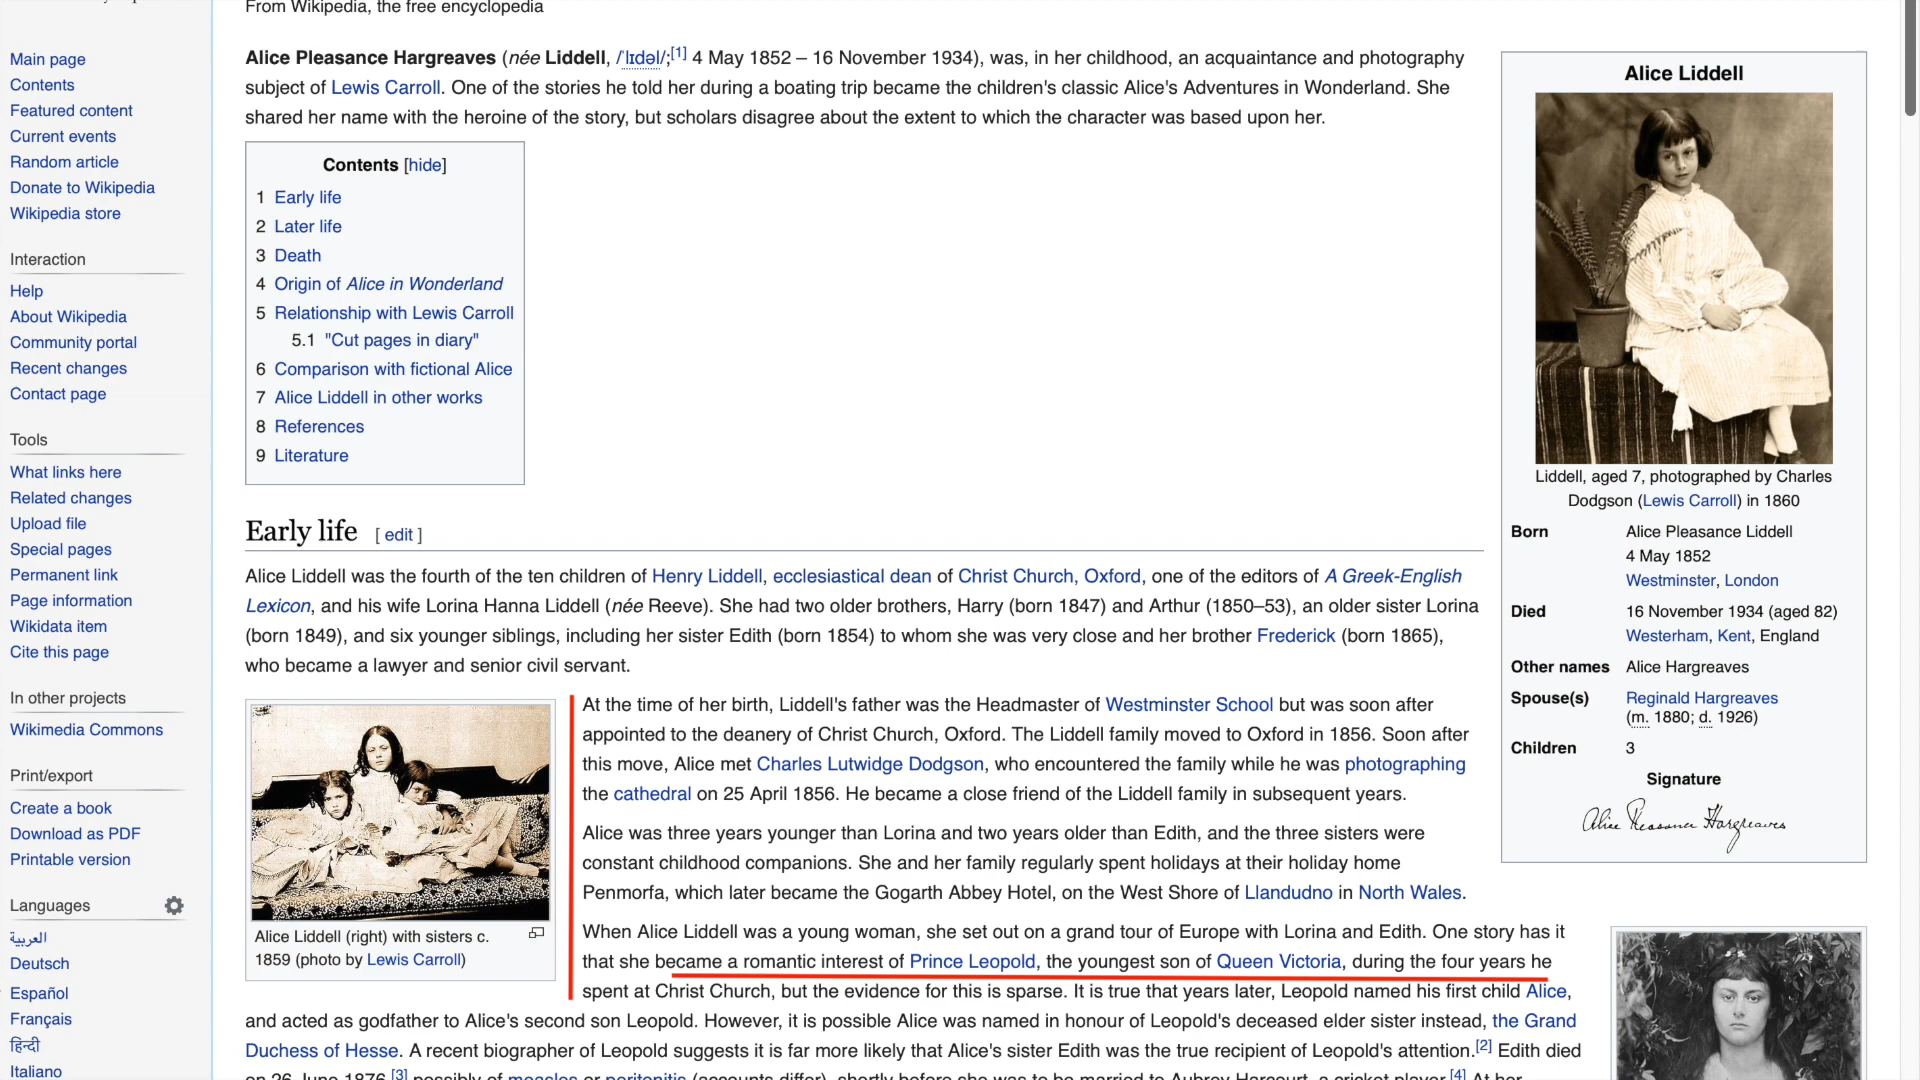 From Wikipedia, the free encyclopedia
Main page
Contents
Featured content
Current events
Random article
Donate to Wikipedia
Wikipedia store
Interaction
Help
About Wikipedia
Community portal
Recent changes
Contact page
Tools
What links here
Related changes
Upload file
Special pages
Permanent link
Page information
Wikidata item
Cite this page
In other projects
Wikimedia Commons
Print/export
Create a book
Download as PDF
Printable version
Languages
العربية
Deutsch
Español
Français
हिन्दी
Italiano
Alice Pleasance Hargreaves (née Liddell, /ˈlɪdəl/;[1] 4 May 1852 – 16 November 1934), was, in her childhood, an acquaintance and photography
subject of Lewis Carroll. One of the stories he told her during a boating trip became the children's classic Alice's Adventures in Wonderland. She
shared her name with the heroine of the story, but scholars disagree about the extent to which the character was based upon her.
Contents [hide]
1 Early life
2 Later life
3 Death
4 Origin of Alice in Wonderland
5 Relationship with Lewis Carroll
5.1 "Cut pages in diary"
6 Comparison with fictional Alice
7 Alice Liddell in other works
8 References
9 Literature
Early life [ edit ]
Alice Liddell was the fourth of the ten children of Henry Liddell, ecclesiastical dean of Christ Church, Oxford, one of the editors of A Greek-English
Lexicon, and his wife Lorina Hanna Liddell (née Reeve). She had two older brothers, Harry (born 1847) and Arthur (1850–53), an older sister Lorina
(born 1849), and six younger siblings, including her sister Edith (born 1854) to whom she was very close and her brother Frederick (born 1865),
who became a lawyer and senior civil servant.
Alice Liddell (right) with sisters c.
1859 (photo by Lewis Carroll)
At the time of her birth, Liddell's father was the Headmaster of Westminster School but was soon after
appointed to the deanery of Christ Church, Oxford. The Liddell family moved to Oxford in 1856. Soon after
this move, Alice met Charles Lutwidge Dodgson, who encountered the family while he was photographing
the cathedral on 25 April 1856. He became a close friend of the Liddell family in subsequent years.
Alice was three years younger than Lorina and two years older than Edith, and the three sisters were
constant childhood companions. She and her family regularly spent holidays at their holiday home
Penmorfa, which later became the Gogarth Abbey Hotel, on the West Shore of Llandudno in North Wales.
When Alice Liddell was a young woman, she set out on a grand tour of Europe with Lorina and Edith. One story has it
that she became a romantic interest of Prince Leopold, the youngest son of Queen Victoria, during the four years he
spent at Christ Church, but the evidence for this is sparse. It is true that years later, Leopold named his first child Alice,
and acted as godfather to Alice's second son Leopold. However, it is possible Alice was named in honour of Leopold's deceased elder sister instead, the Grand
Duchess of Hesse. A recent biographer of Leopold suggests it is far more likely that Alice's sister Edith was the true recipient of Leopold's attention.[2] Edith died
on 26 June 1876,[3] possibly of measles or peritonitis (accounts differ), shortly before she was to be married to Aubrey Harcourt, a cricket player.[4] At her
Alice Liddell
Liddell, aged 7, photographed by Charles
Dodgson (Lewis Carroll) in 1860
Born Alice Pleasance Liddell
4 May 1852
Westminster, London
Died 16 November 1934 (aged 82)
Westerham, Kent, England
Other names Alice Hargreaves
Spouse(s) Reginald Hargreaves
(m. 1880; d. 1926)
Children 3
Signature
Alice Pleasance Hargreaves